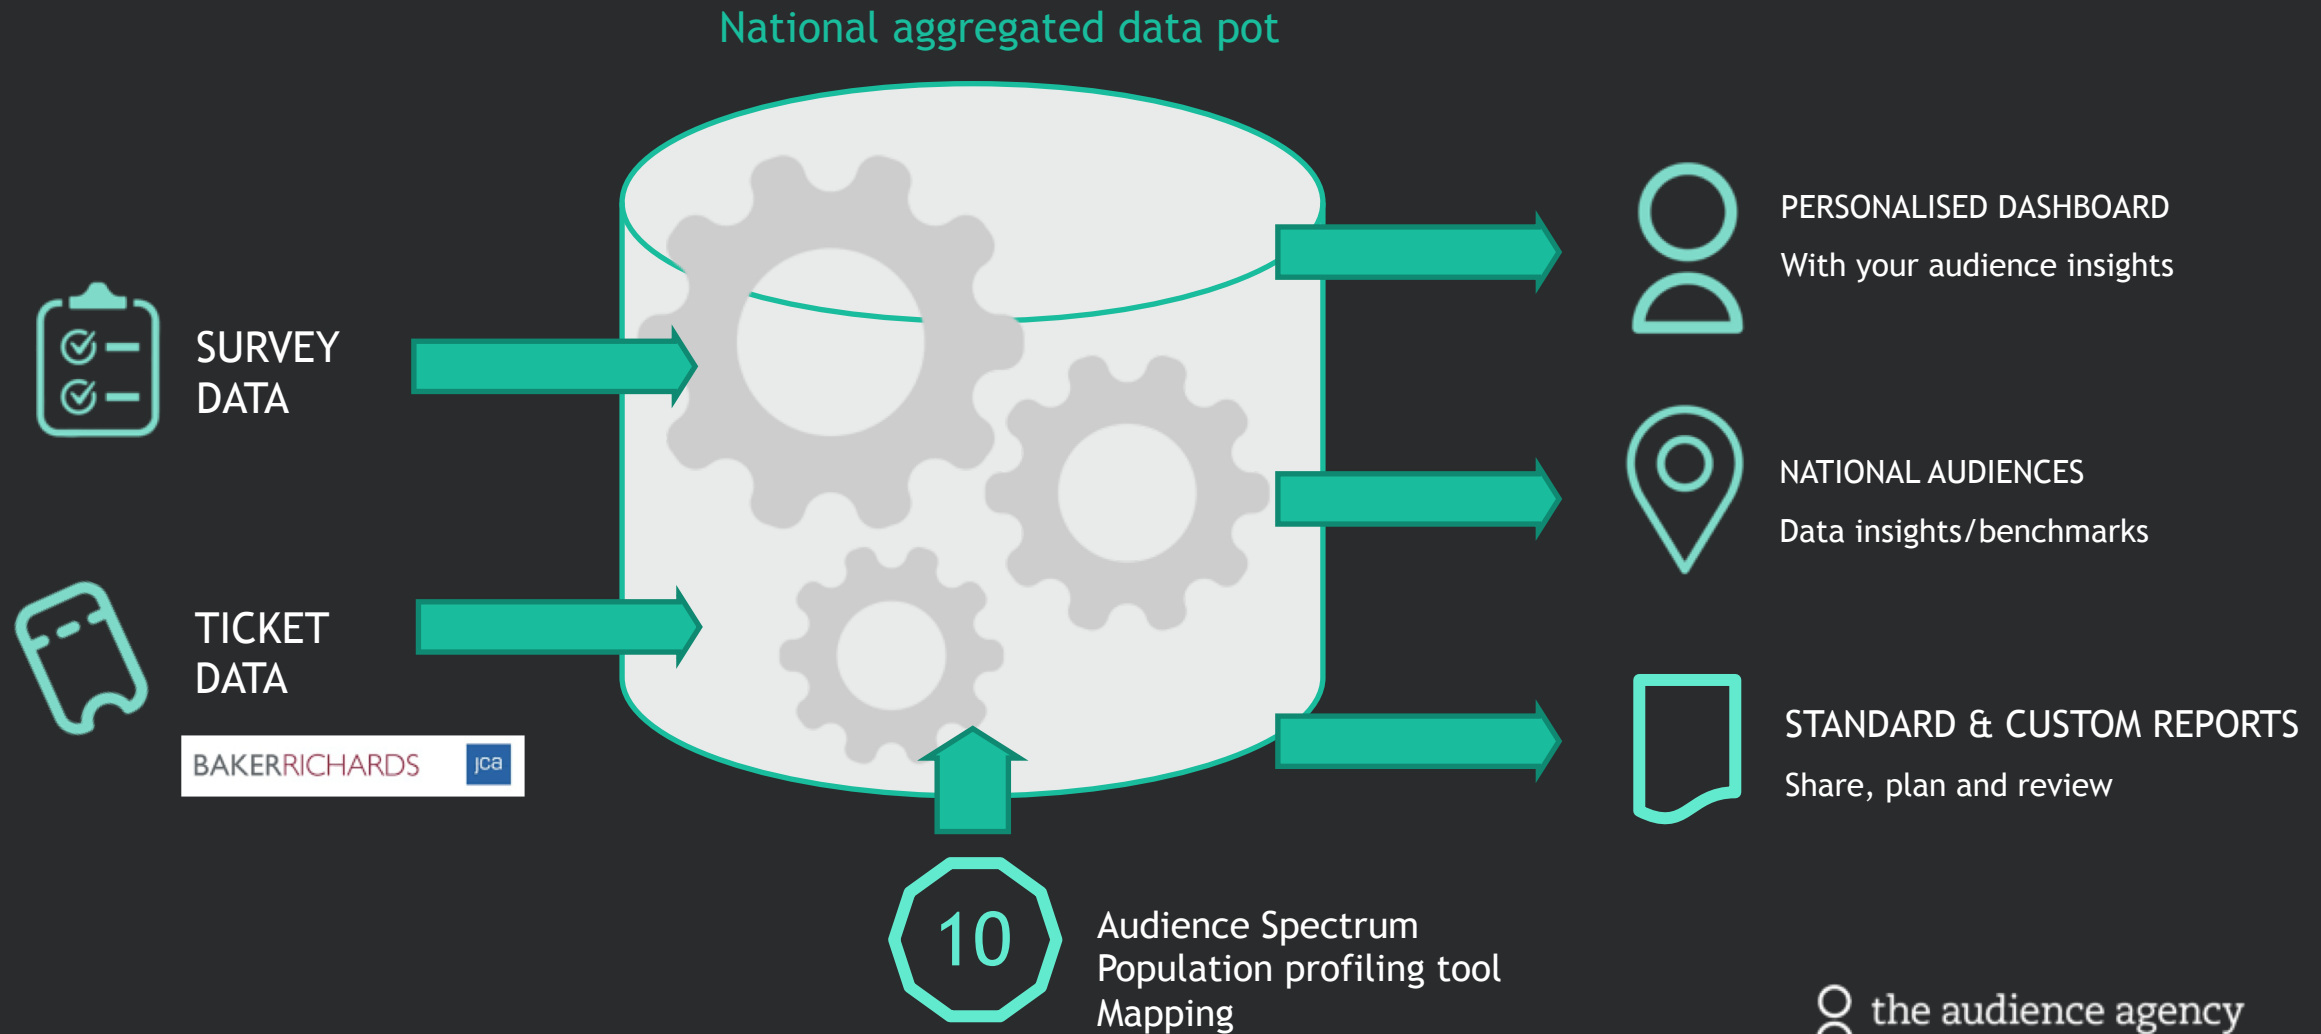 National aggregated data pot
SURVEY
DATA
TICKET
DATA
BAKERRICHARDS jca
PERSONALISED DASHBOARD
With your audience insights
NATIONAL AUDIENCES
Data insights/benchmarks
STANDARD & CUSTOM REPORTS
Share, plan and review
10
Audience Spectrum
Population profiling tool
Mapping
the audience agency